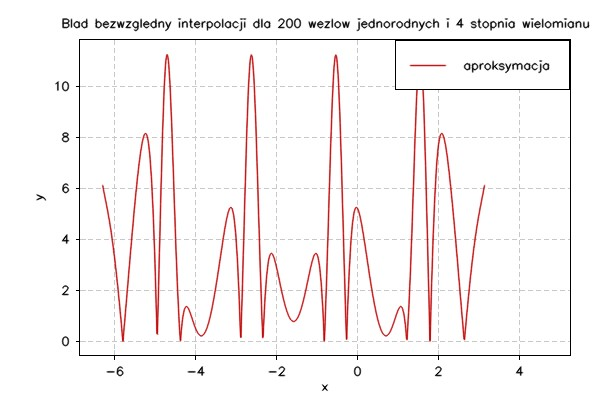 Blad bezwzgledny interpolacji dla 200 wezlow jednorodnych i 4 stopnia wielomianu
aproksymacja
10
8
6
4
2
0
y
−6 −4 −2 0 2 4
x